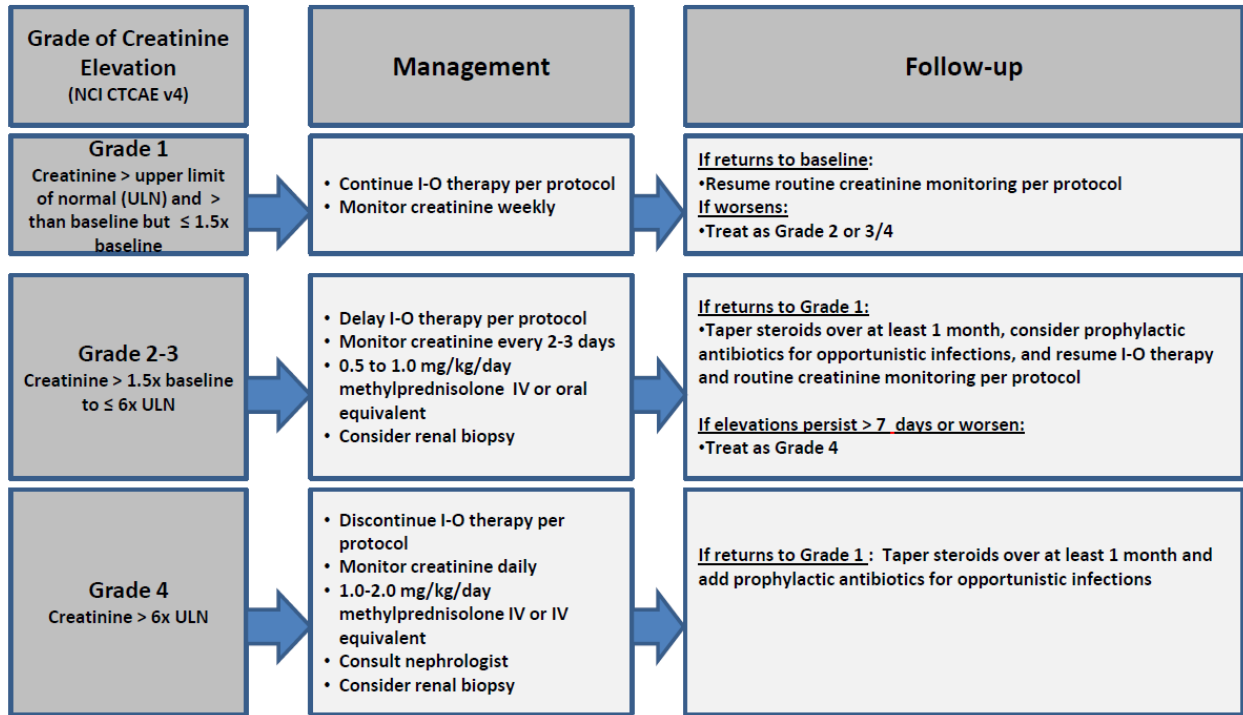 Grade of Creatinine
Elevation
(NCI CTCAE v4)
Management
Follow-up
Grade 1
Creatinine > upper limit
of normal (ULN) and >
than baseline but ≤ 1.5x
baseline
• Continue I-O therapy per protocol
• Monitor creatinine weekly
If returns to baseline:
•Resume routine creatinine monitoring per protocol
If worsens:
•Treat as Grade 2 or 3/4
Grade 2-3
Creatinine > 1.5x baseline
to ≤ 6x ULN
• Delay I-O therapy per protocol
• Monitor creatinine every 2-3 days
• 0.5 to 1.0 mg/kg/day
methylprednisolone IV or oral
equivalent
• Consider renal biopsy
If returns to Grade 1:
•Taper steroids over at least 1 month, consider prophylactic
antibiotics for opportunistic infections, and resume I-O therapy
and routine creatinine monitoring per protocol
If elevations persist > 7 days or worsen:
•Treat as Grade 4
Grade 4
Creatinine > 6x ULN
• Discontinue I-O therapy per
protocol
• Monitor creatinine daily
• 1.0-2.0 mg/kg/day
methylprednisolone IV or IV
equivalent
• Consult nephrologist
• Consider renal biopsy
If returns to Grade 1 : Taper steroids over at least 1 month and
add prophylactic antibiotics for opportunistic infections